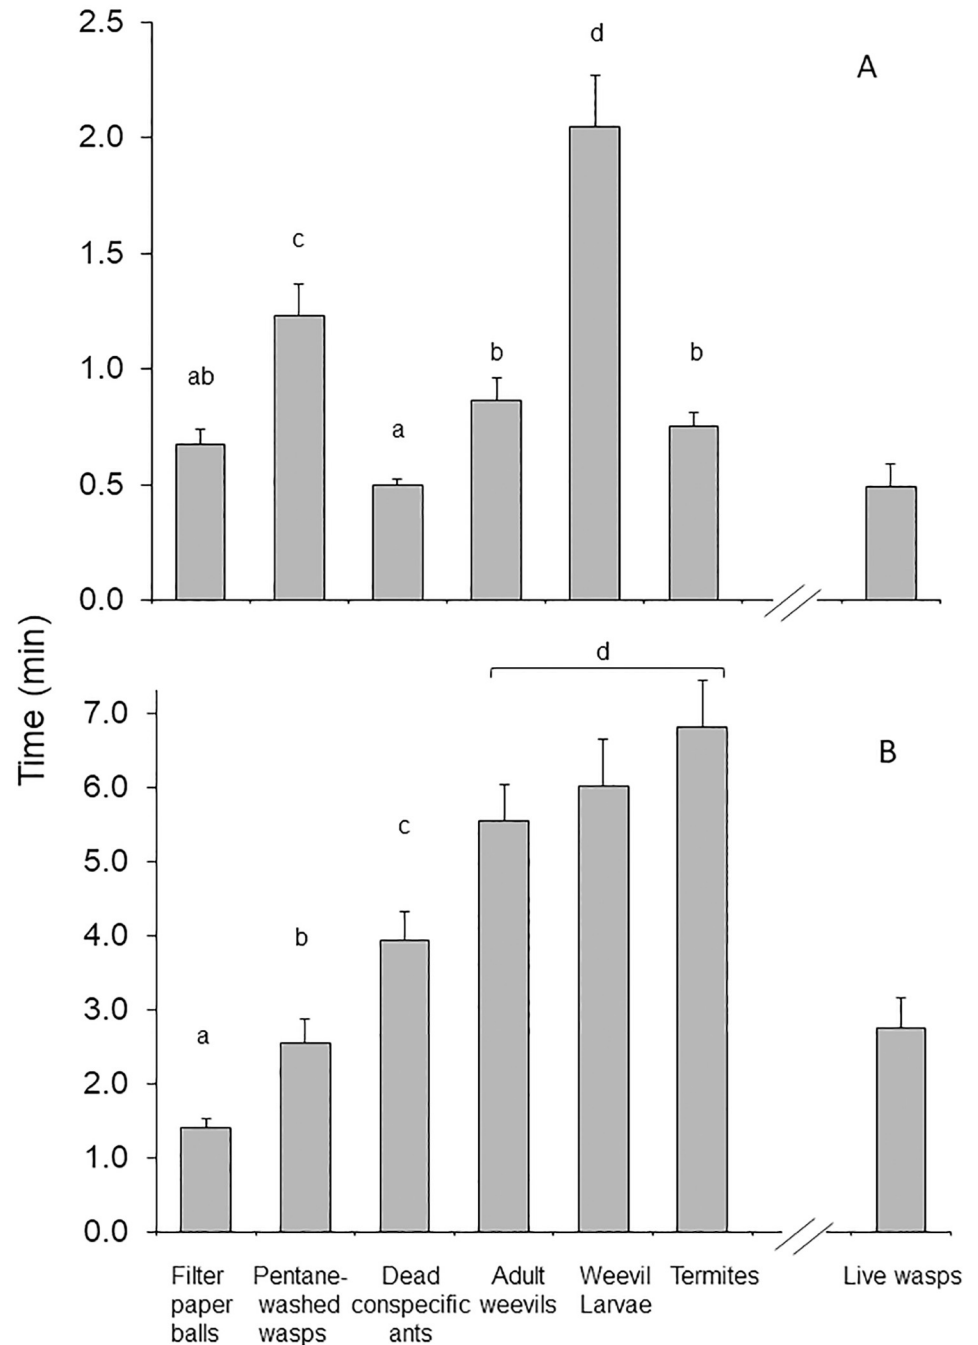 2.5
d
A
2.0
1.5
c
1.0
ab
a
b
b
0.5
0.0
Time (min)
d
7.0
B
6.0
c
5.0
4.0
b
3.0
a
2.0
1.0
0.0
Filter
paper
balls
Pentane-
washed
wasps
Dead
conspecific
ants
Adult
weevils
Weevil
Larvae
Termites
Live wasps